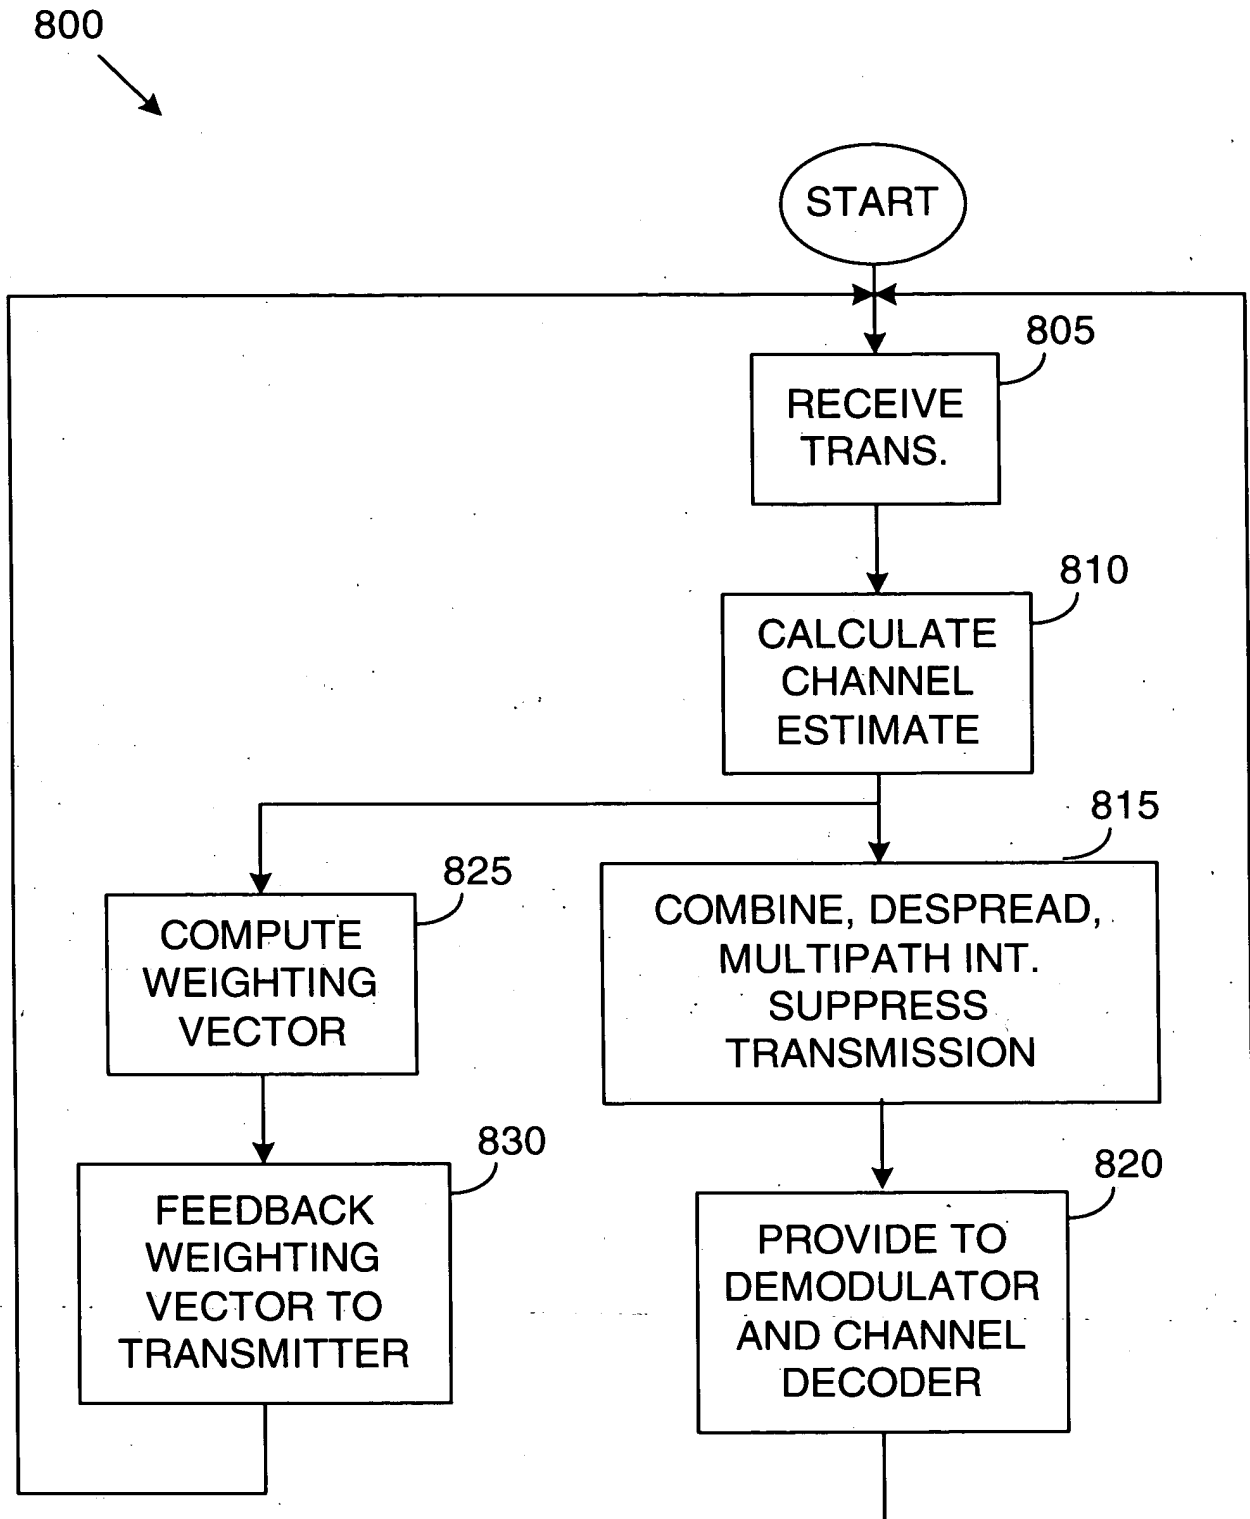 800
START
805
RECEIVE
TRANS.
810
CALCULATE
CHANNEL
ESTIMATE
815
COMBINE, DESPREAD,
MULTIPATH INT.
SUPPRESS
TRANSMISSION
825
COMPUTE
WEIGHTING
VECTOR
830
FEEDBACK
WEIGHTING
VECTOR TO
TRANSMITTER
820
PROVIDE TO
DEMODULATOR
AND CHANNEL
DECODER